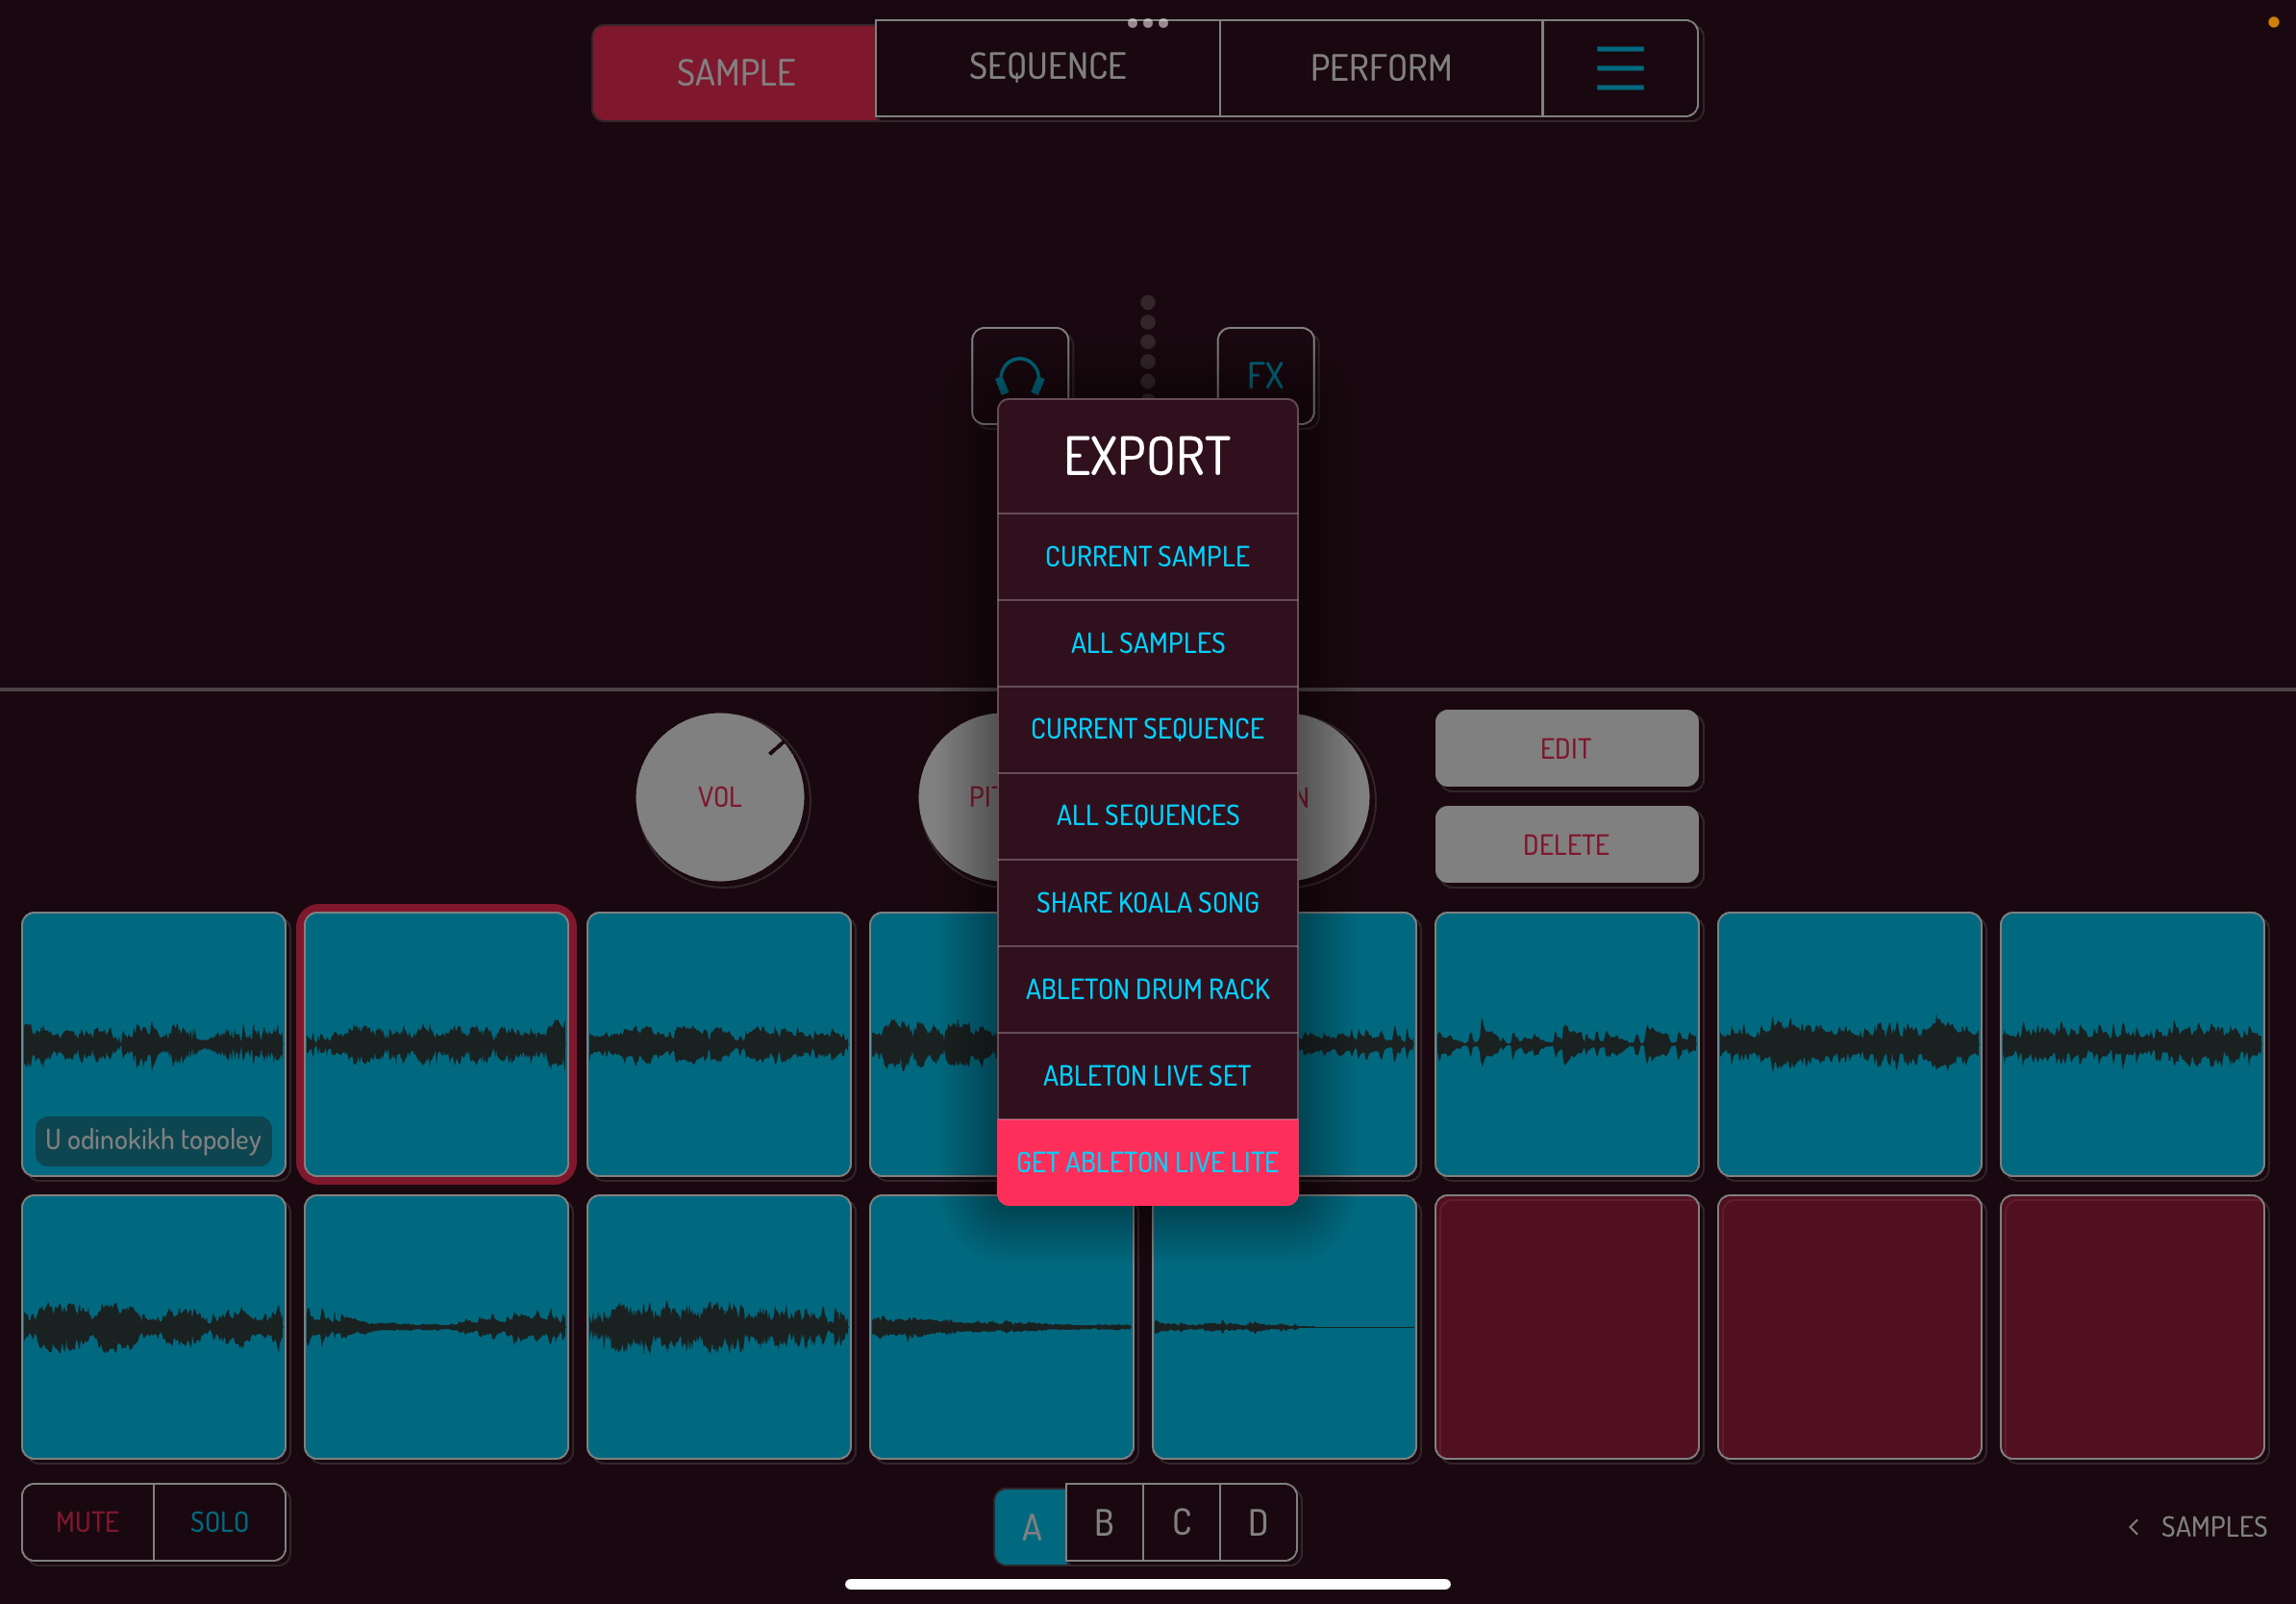 SAMPLE
SEQUENCE
PERFORM
FX
EXPORT
CURRENT SAMPLE
ALL SAMPLES
CURRENT SEQUENCE
ALL SEQUENCES
SHARE KOALA SONG
ABLETON DRUM RACK
ABLETON LIVE SET
GET ABLETON LIVE LITE
VOL
EDIT
DELETE
U odinokikh topoley
MUTE
SOLO
A
B
C
D
< SAMPLES